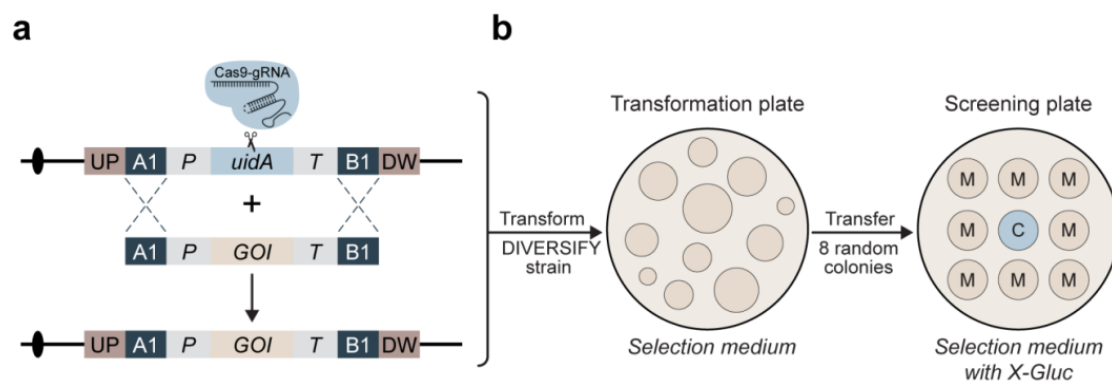 a
Cas9-gRNA
UP A1 P uidA T B1 DW
+
A1 P GOI T B1
UP A1 P GOI T B1 DW
b
Transform
DIVERSIFY
strain
Transformation plate
Selection medium
Transfer
8 random
colonies
Screening plate
M M M
M C M
M M M
Selection medium
with X-Gluc